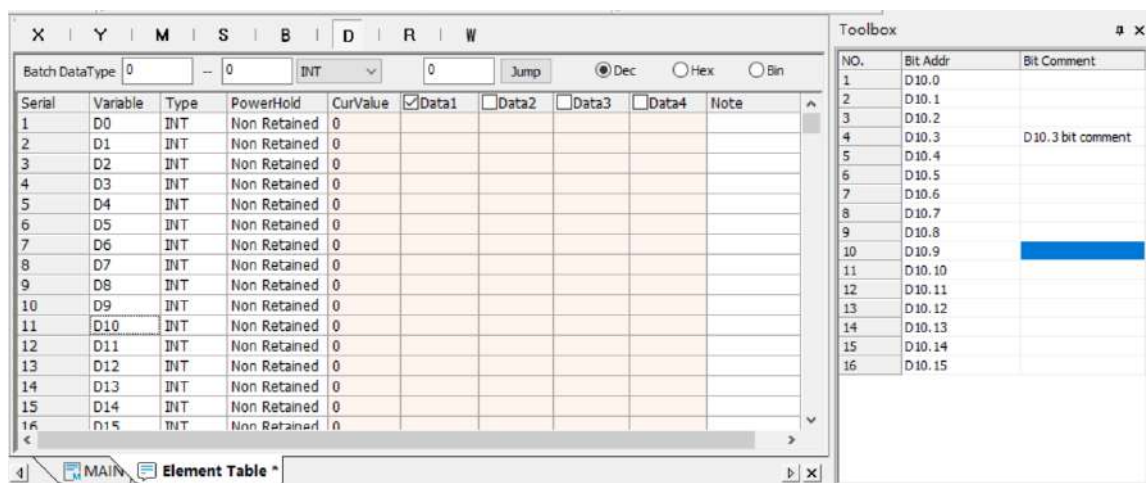 X Y M S B D R W
Batch DataType 0 -- 0 INT 0 Jump Dec Hex Bin
Serial Variable Type PowerHold CurValue Data1 Data2 Data3 Data4 Note
1 D0 INT Non Retained 0
2 D1 INT Non Retained 0
3 D2 INT Non Retained 0
4 D3 INT Non Retained 0
5 D4 INT Non Retained 0
6 D5 INT Non Retained 0
7 D6 INT Non Retained 0
8 D7 INT Non Retained 0
9 D8 INT Non Retained 0
10 D9 INT Non Retained 0
11 D10 INT Non Retained 0
12 D11 INT Non Retained 0
13 D12 INT Non Retained 0
14 D13 INT Non Retained 0
15 D14 INT Non Retained 0
16 D15 INT Non Retained 0
MAIN Element Table *
Toolbox
NO. Bit Addr Bit Comment
1 D10.0
2 D10.1
3 D10.2
4 D10.3 D10.3 bit comment
5 D10.4
6 D10.5
7 D10.6
8 D10.7
9 D10.8
10 D10.9
11 D10.10
12 D10.11
13 D10.12
14 D10.13
15 D10.14
16 D10.15